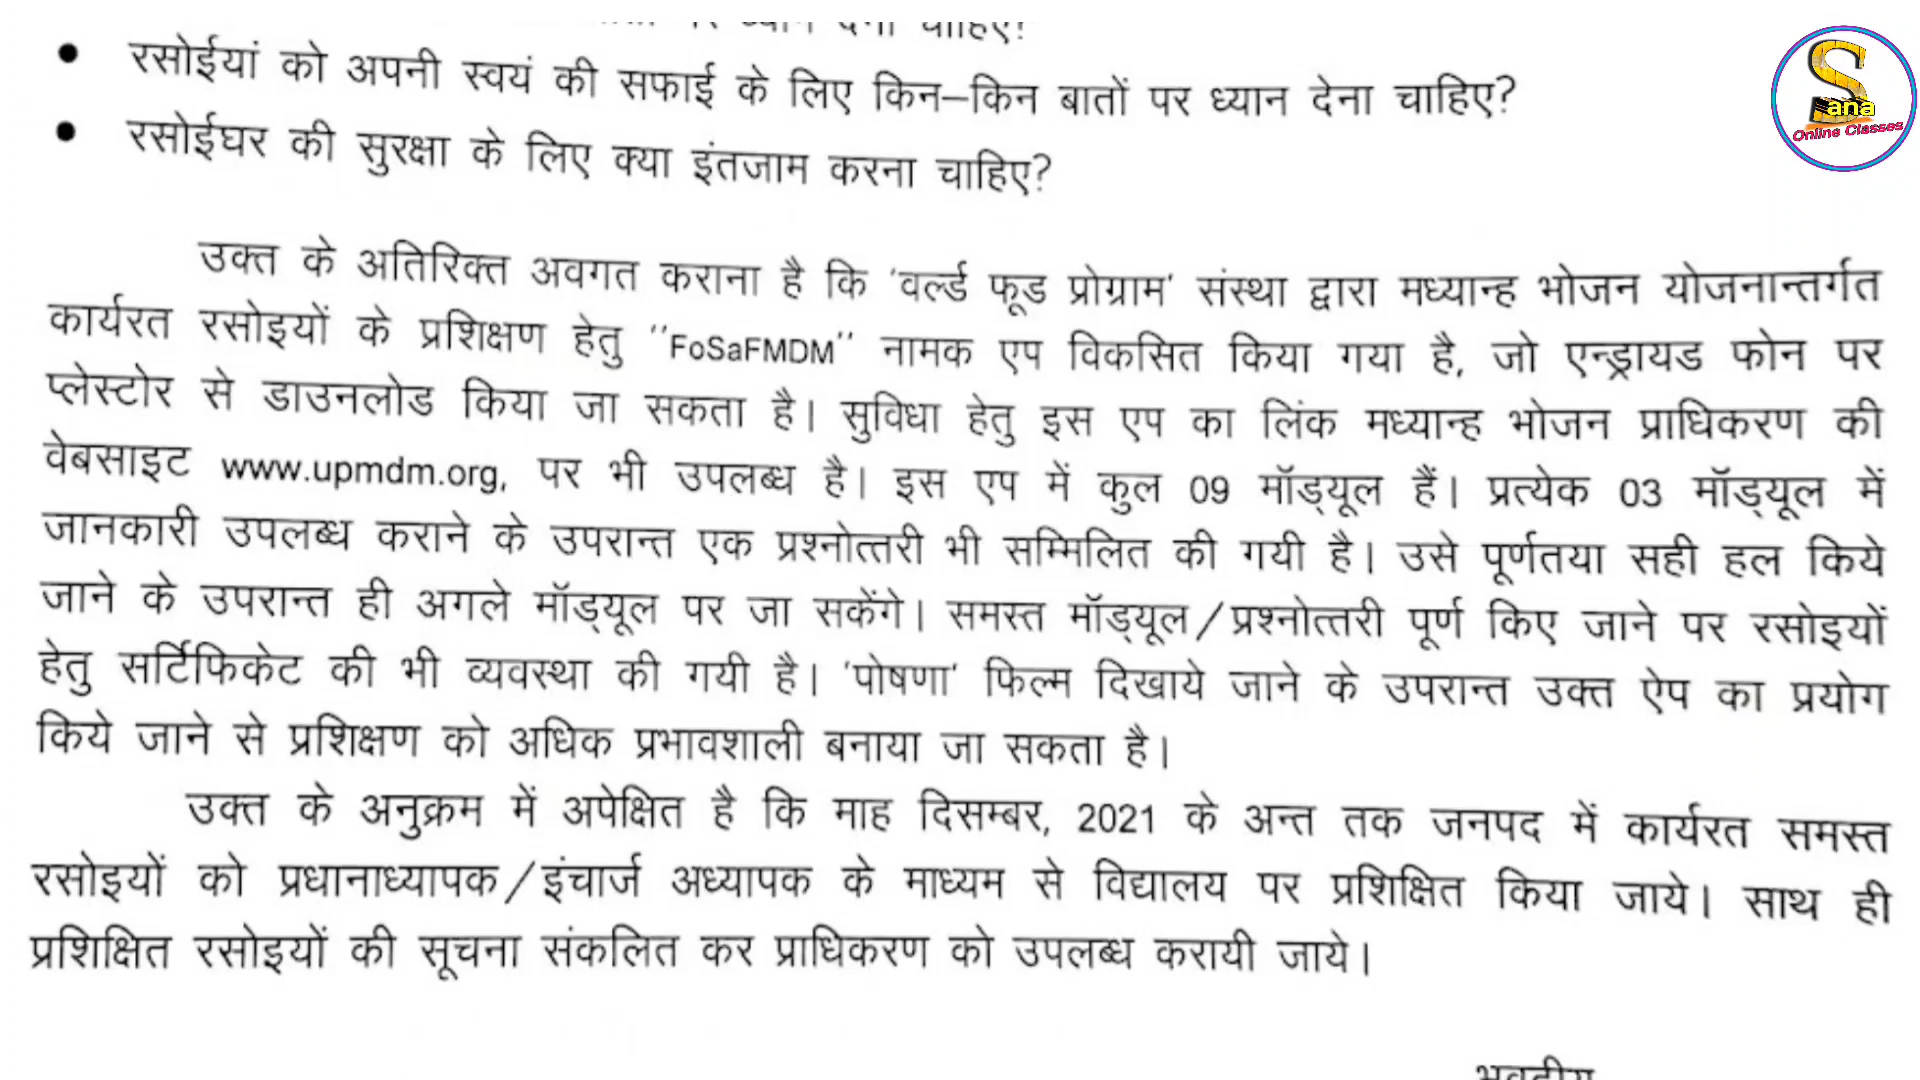 ध्यान देना चाहिए?
• रसोईयां को अपनी स्वयं की सफाई के लिए किन–किन बातों पर ध्यान देना चाहिए?
• रसोईघर की सुरक्षा के लिए क्या इंतजाम करना चाहिए?
Sana
Online Classes
उक्त के अतिरिक्त अवगत कराना है कि 'वर्ल्ड फूड प्रोग्राम' संस्था द्वारा मध्यान्ह भोजन योजनान्तर्गत
कार्यरत रसोइयों के प्रशिक्षण हेतु "FoSaFMDM" नामक एप विकसित किया गया है, जो एन्ड्रायड फोन पर
प्लेस्टोर से डाउनलोड किया जा सकता है। सुविधा हेतु इस एप का लिंक मध्यान्ह भोजन प्राधिकरण की
वेबसाइट www.upmdm.org, पर भी उपलब्ध है। इस एप में कुल 09 मॉड्यूल हैं। प्रत्येक 03 मॉड्यूल में
जानकारी उपलब्ध कराने के उपरान्त एक प्रश्नोत्तरी भी सम्मिलित की गयी है। उसे पूर्णतया सही हल किये
जाने के उपरान्त ही अगले मॉड्यूल पर जा सकेंगे। समस्त मॉड्यूल/प्रश्नोत्तरी पूर्ण किए जाने पर रसोइयों
हेतु सर्टिफिकेट की भी व्यवस्था की गयी है। 'पोषणा' फिल्म दिखाये जाने के उपरान्त उक्त ऐप का प्रयोग
किये जाने से प्रशिक्षण को अधिक प्रभावशाली बनाया जा सकता है।
उक्त के अनुक्रम में अपेक्षित है कि माह दिसम्बर, 2021 के अन्त तक जनपद में कार्यरत समस्त
रसोइयों को प्रधानाध्यापक/इंचार्ज अध्यापक के माध्यम से विद्यालय पर प्रशिक्षित किया जाये। साथ ही
प्रशिक्षित रसोइयों की सूचना संकलित कर प्राधिकरण को उपलब्ध करायी जाये।